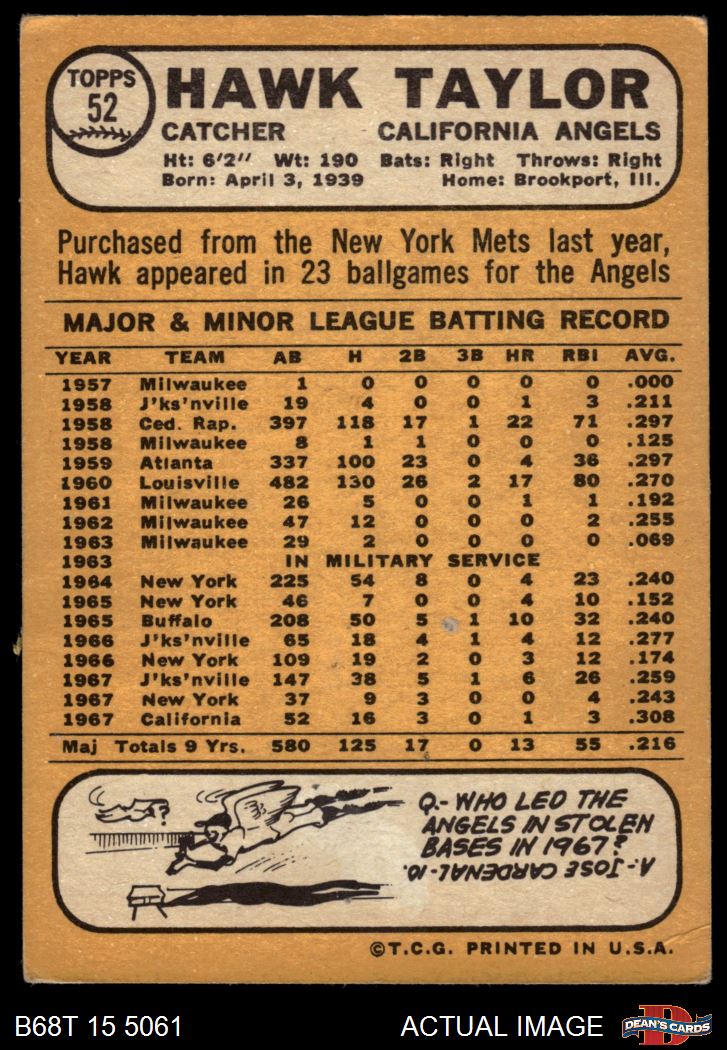 TOPPS
52
HAWK TAYLOR
CATCHER CALIFORNIA ANGELS
Ht: 6'2" Wt: 190 Bats: Right Throws: Right
Born: April 3, 1939 Home: Brookport, Ill.
Purchased from the New York Mets last year,
Hawk appeared in 23 ballgames for the Angels
MAJOR & MINOR LEAGUE BATTING RECORD
YEAR TEAM AB H 2B 3B HR RBI AVG.
1957 Milwaukee 1 0 0 0 0 0 .000
1958 J'ks'nville 19 4 0 0 1 3 .211
1958 Ced. Rap. 397 118 17 1 22 71 .297
1958 Milwaukee 8 1 1 0 0 0 .125
1959 Atlanta 337 100 23 0 4 36 .297
1960 Louisville 482 130 26 2 17 80 .270
1961 Milwaukee 26 5 0 0 1 1 .192
1962 Milwaukee 47 12 0 0 0 2 .255
1963 Milwaukee 29 2 0 0 0 0 .069
1963 IN MILITARY SERVICE
1964 New York 225 54 8 0 4 23 .240
1965 New York 46 7 0 0 4 10 .152
1965 Buffalo 208 50 5 1 10 32 .240
1966 J'ks'nville 65 18 4 1 4 12 .277
1966 New York 109 19 2 0 3 12 .174
1967 J'ks'nville 147 38 5 1 6 26 .259
1967 New York 37 9 3 0 0 4 .243
1967 California 52 16 3 0 1 3 .308
Maj Totals 9 Yrs. 580 125 17 0 13 55 .216
?
Q.- WHO LED THE
ANGELS IN STOLEN
BASES IN 1967?
A.- JOSE CARDENAL - 10.
©T.C.G. PRINTED IN U.S.A.
B68T 15 5061 ACTUAL IMAGE
D DEAN'S CARDS